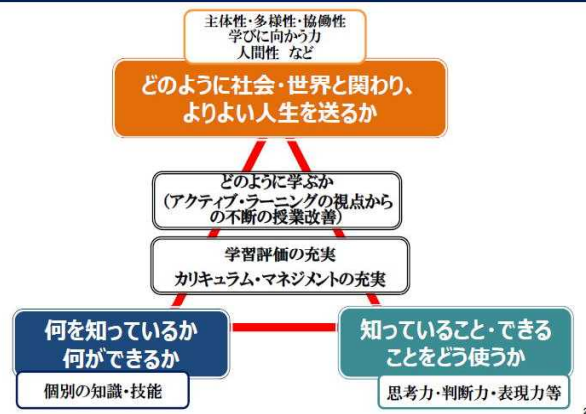 主体性・多様性・協働性
学びに向かう力
人間性 など
どのように社会・世界と関わり、
よりよい人生を送るか
どのように学ぶか
(アクティブ・ラーニングの視点から
の不断の授業改善)
学習評価の充実
カリキュラム・マネジメントの充実
何を知っているか
何ができるか
個別の知識・技能
知っていること・できる
ことをどう使うか
思考力・判断力・表現力等